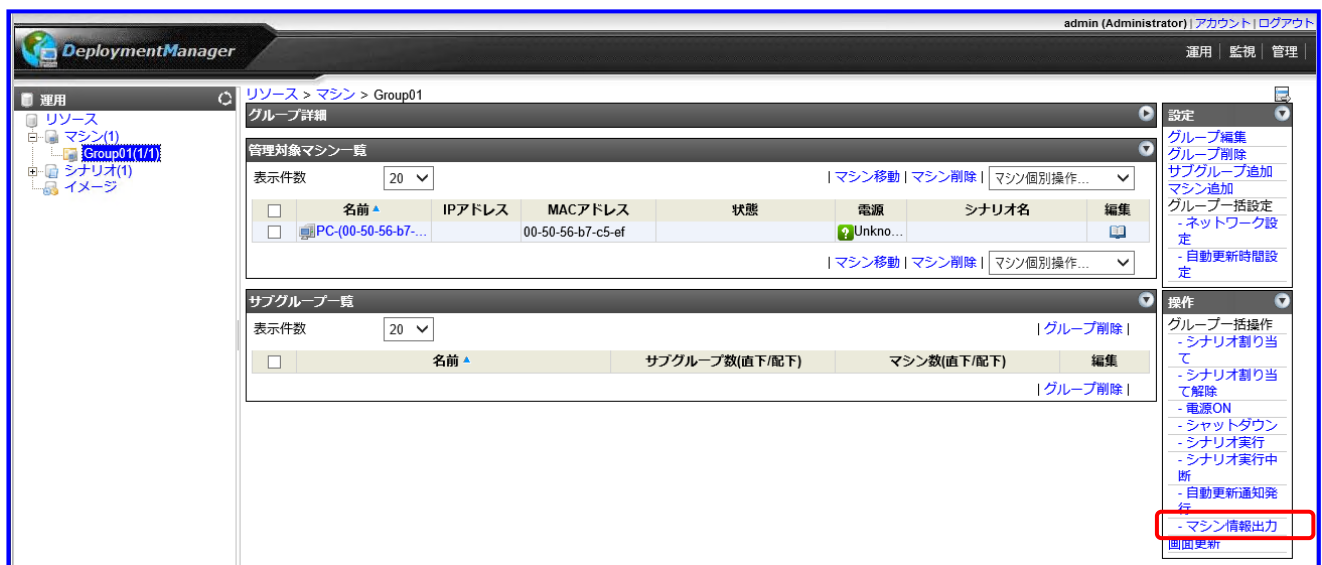 admin (Administrator) | アカウント | ログアウト
DeploymentManager
運用 | 監視 | 管理 |
運用
リソース
マシン(1)
Group01(1/1)
シナリオ(1)
イメージ
リソース > マシン > Group01
グループ詳細
管理対象マシン一覧
表示件数 20 | マシン移動 | マシン削除 | マシン個別操作...
名前 IPアドレス MACアドレス 状態 電源 シナリオ名 編集
PC-(00-50-56-b7-... 00-50-56-b7-c5-ef Unkno...
| マシン移動 | マシン削除 | マシン個別操作...
サブグループ一覧
表示件数 20 | グループ削除 |
名前 サブグループ数(直下/配下) マシン数(直下/配下) 編集
| グループ削除 |
設定
グループ編集
グループ削除
サブグループ追加
マシン追加
グループ一括設定
- ネットワーク設
定
- 自動更新時間設
定
操作
グループ一括操作
- シナリオ割り当
て
- シナリオ割り当
て解除
- 電源ON
- シャットダウン
- シナリオ実行
- シナリオ実行中
断
- 自動更新通知発
行
- マシン情報出力
画面更新